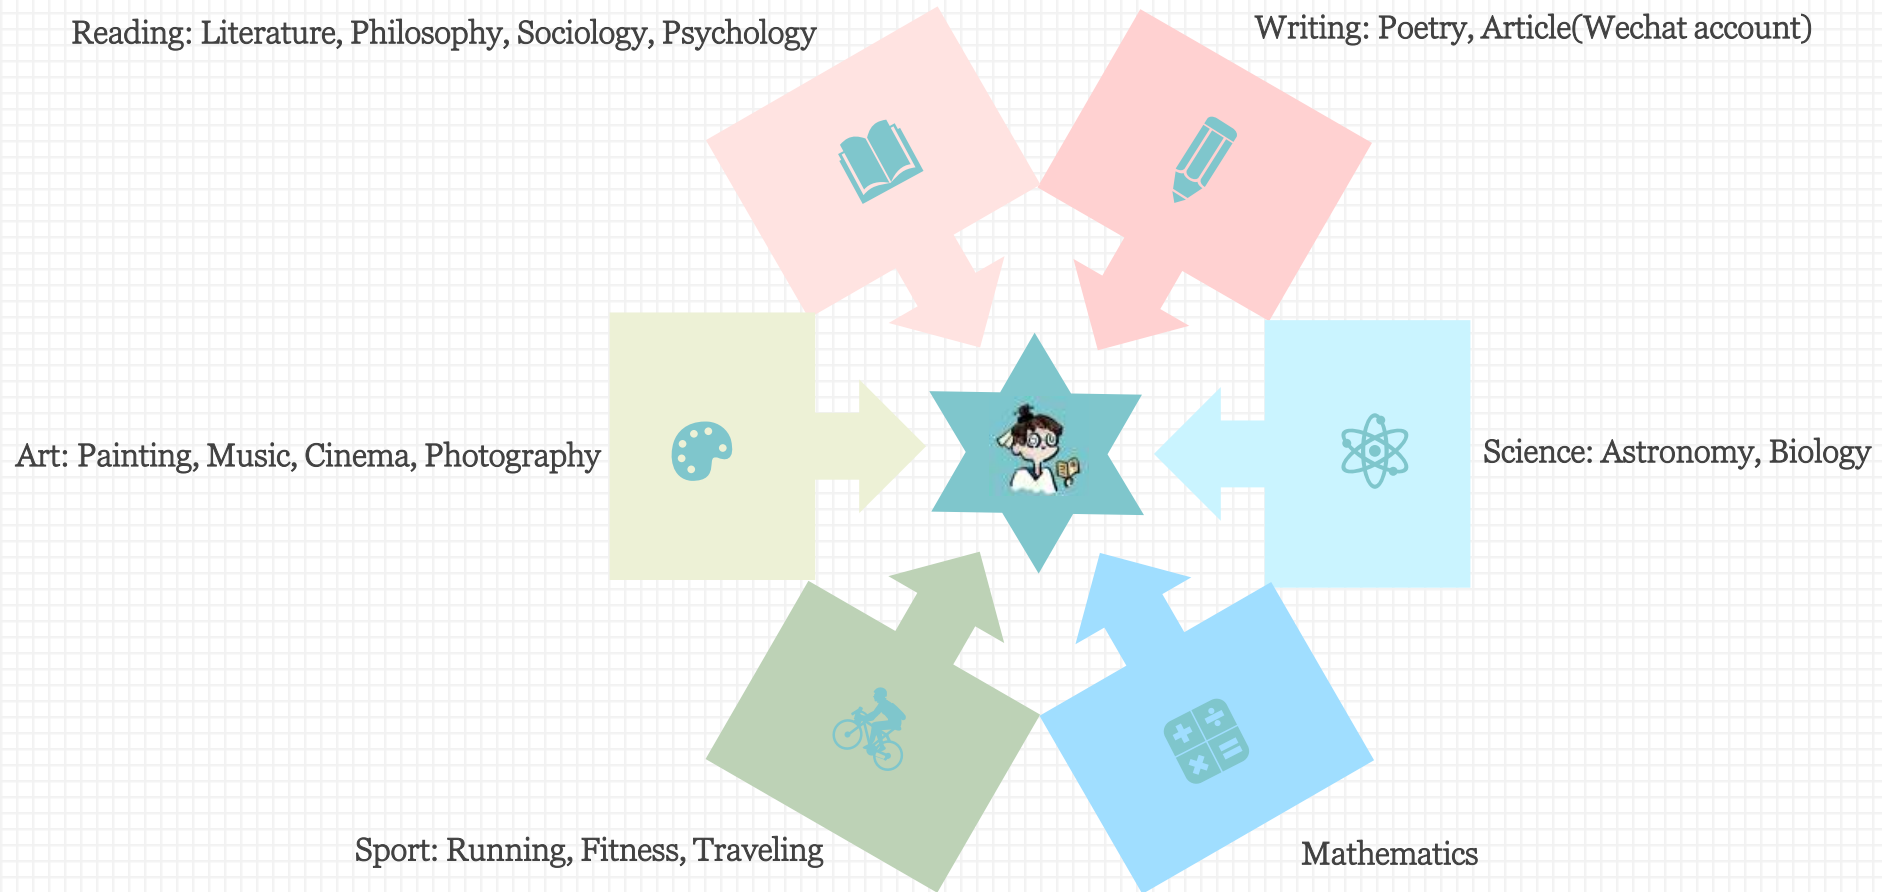 Reading: Literature, Philosophy, Sociology, Psychology
Writing: Poetry, Article(Wechat account)
Art: Painting, Music, Cinema, Photography
Science: Astronomy, Biology
Sport: Running, Fitness, Traveling
Mathematics